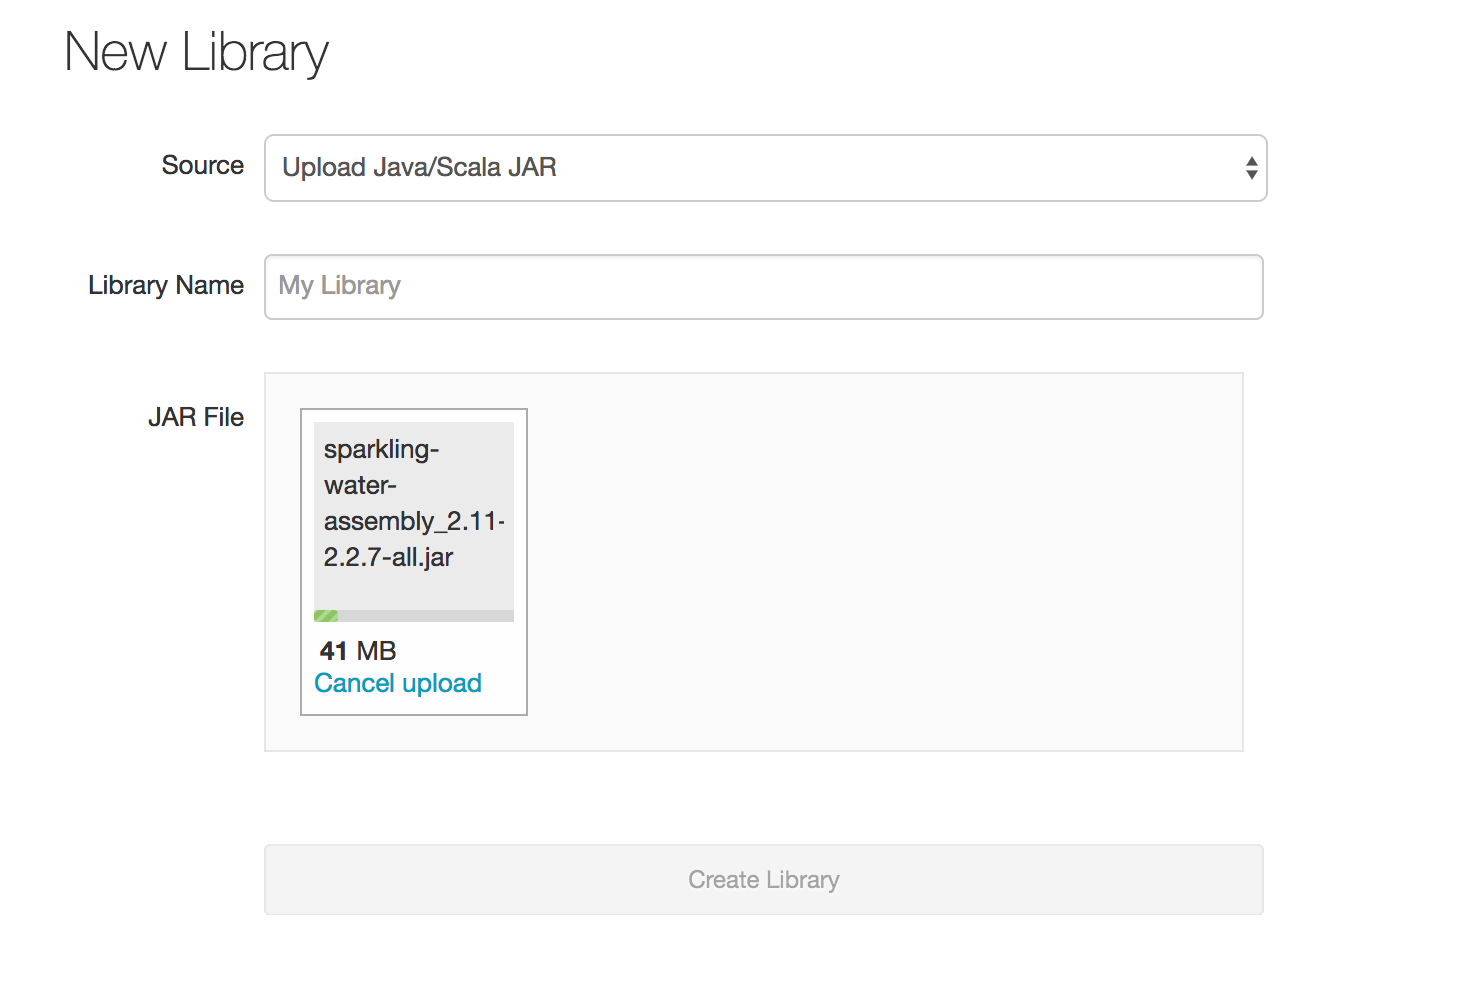 New Library
Source
Upload Java/Scala JAR
Library Name
My Library
JAR File
sparkling-
water-
assembly_2.11-
2.2.7-all.jar
41 MB
Cancel upload
Create Library